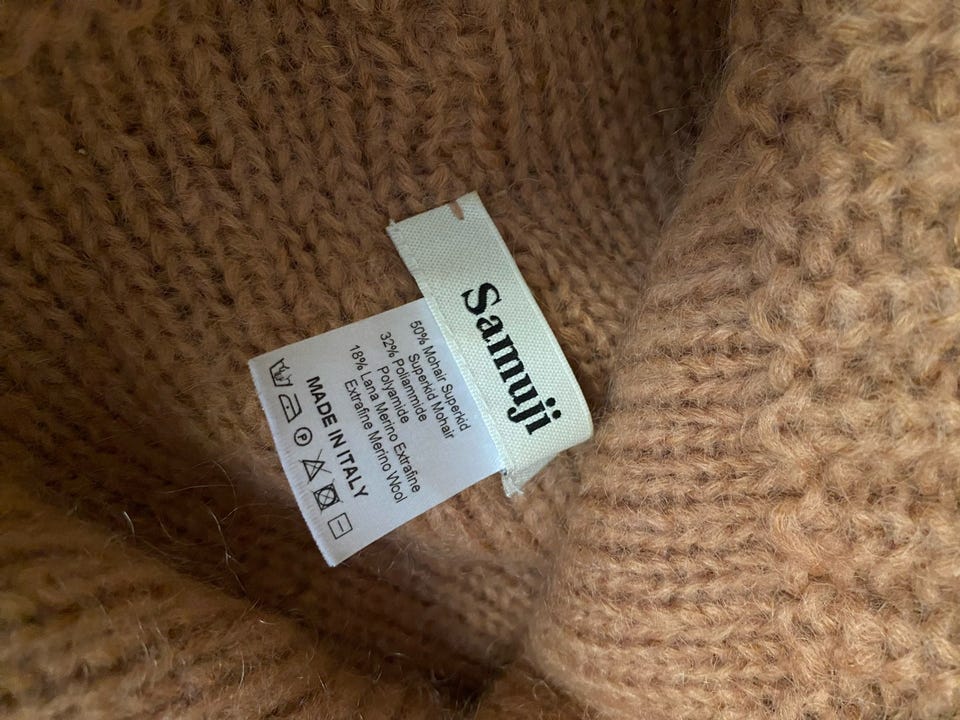 Samuji
50% Mohair Superkid
Superkid Mohair
32% Poliammide
Polyamide
18% Lana Merino Extrafine
Extrafine Merino Wool
MADE IN ITALY
P